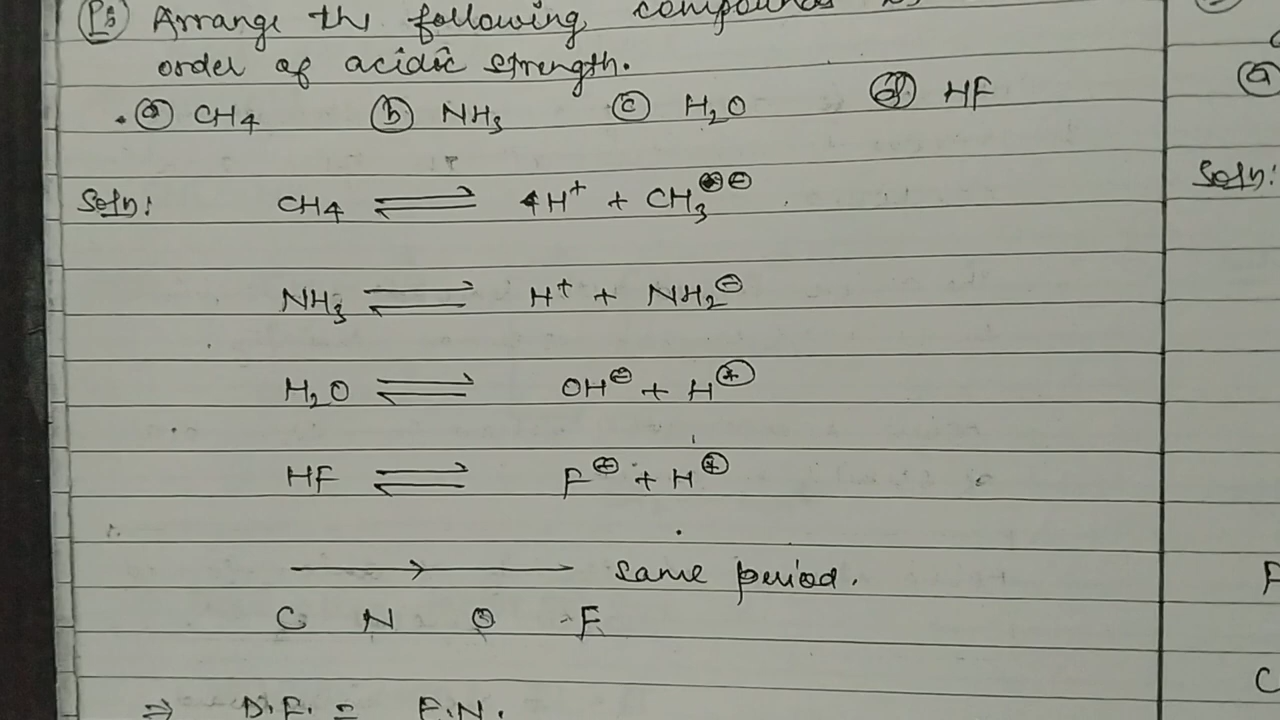 (P3) Arrange the following compounds
order of acidic strength.
(a) CH4 (b) NH3 (c) H2O (d) HF
Soln: CH4 ⇌ H+ + CH3⊖
NH3 ⇌ H+ + NH2⊖
H2O ⇌ OH⊖ + H⊕
HF ⇌ F⊖ + H⊕
⟶ same period.
C N O F
⇒ D.F. = E.N.
(a)
Soln:
F
C